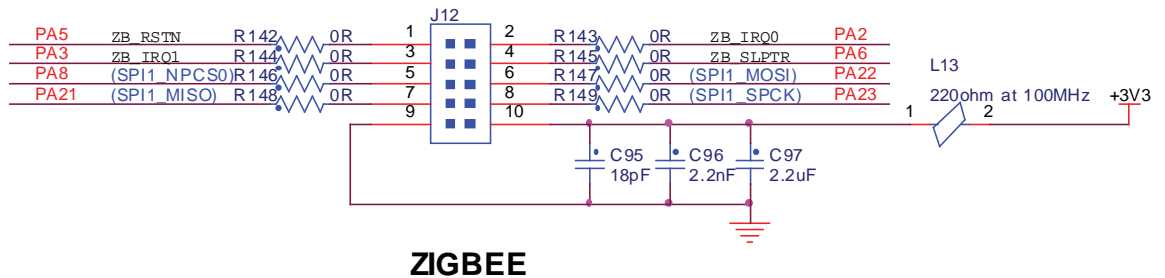 J12
PA5 ZB_RSTN R142 0R 1 2 R143 0R ZB_IRQ0 PA2
PA3 ZB_IRQ1 R144 0R 3 4 R145 0R ZB_SLPTR PA6
PA8 (SPI1_NPCS0) R146 0R 5 6 R147 0R (SPI1_MOSI) PA22
PA21 (SPI1_MISO) R148 0R 7 8 R149 0R (SPI1_SPCK) PA23
9 10
L13
220ohm at 100MHz +3V3
1 2
C95 C96 C97
18pF 2.2nF 2.2uF
ZIGBEE